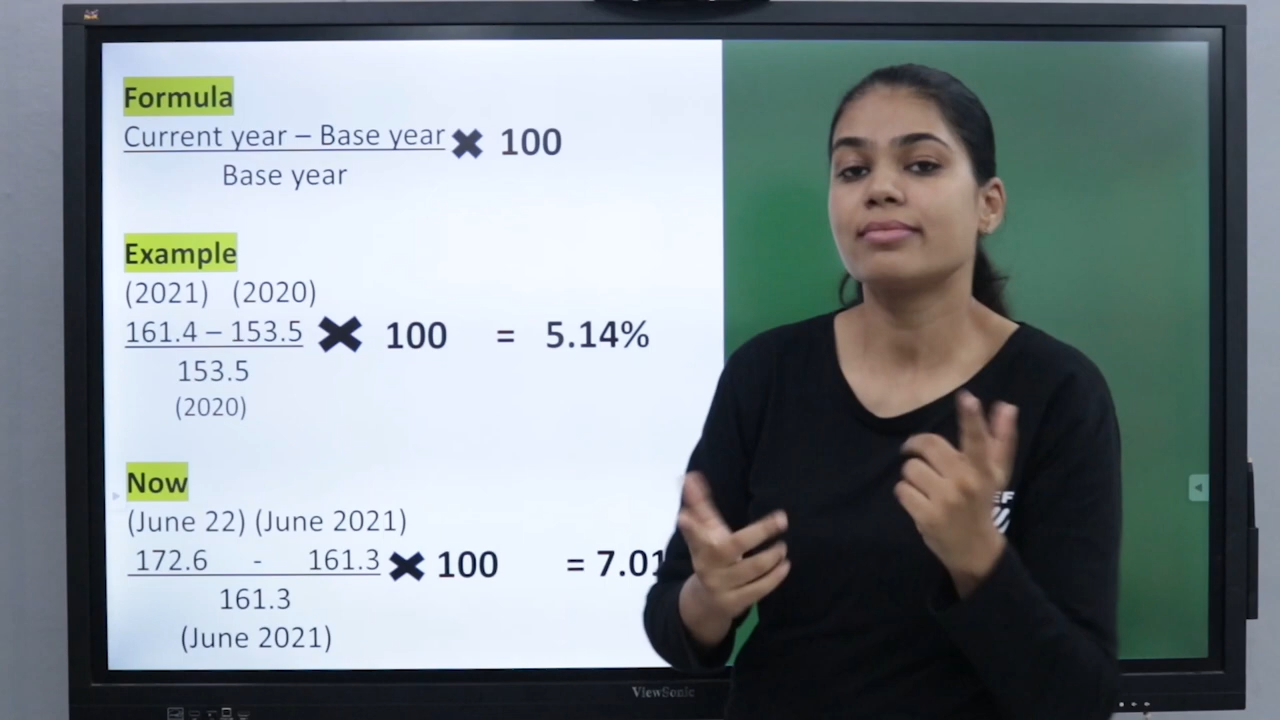 Formula
Current year – Base year ✖ 100
Base year
Example
(2021) (2020)
161.4 – 153.5 ✖ 100 = 5.14%
153.5
(2020)
Now
(June 22) (June 2021)
172.6 - 161.3 ✖ 100 = 7.01
161.3
(June 2021)
ViewSonic